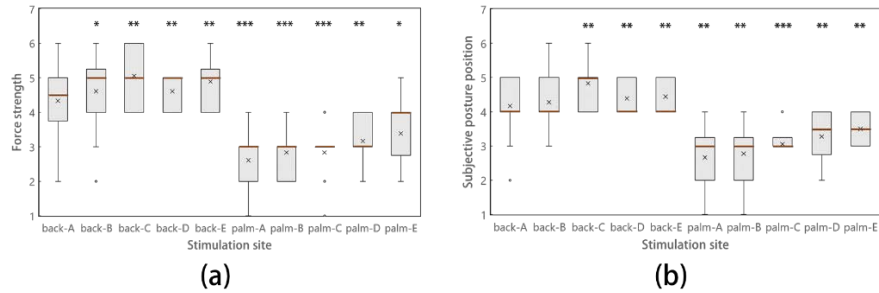 (a)
Force strength
7
6
5
4
3
2
1
* ** ** ** *** *** *** ** *
back-A back-B back-C back-D back-E palm-A palm-B palm-C palm-D palm-E
Stimulation site
(b)
Subjective posture position
7
6
5
4
3
2
1
** ** ** ** ** *** ** **
back-A back-B back-C back-D back-E palm-A palm-B palm-C palm-D palm-E
Stimulation site